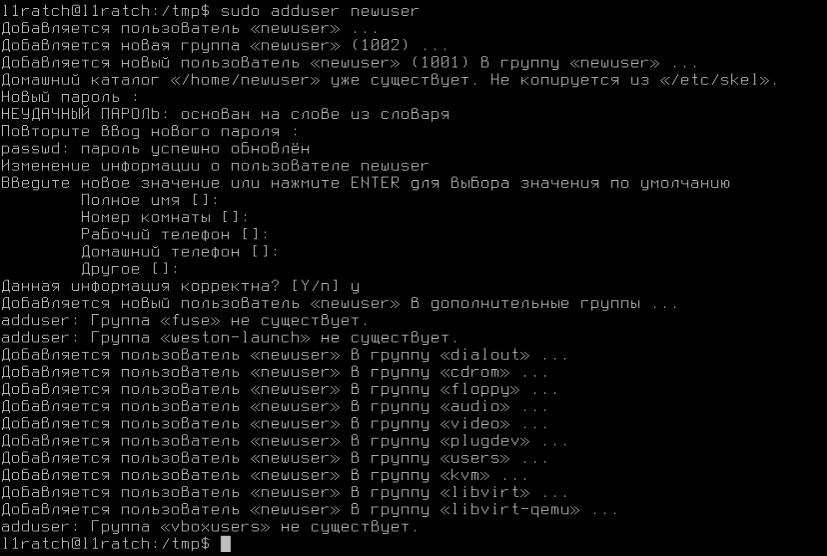 l1ratch@l1ratch:/tmp$ sudo adduser newuser
Добавляется пользователь «newuser» ...
Добавляется новая группа «newuser» (1002) ...
Добавляется новый пользователь «newuser» (1001) в группу «newuser» ...
Домашний каталог «/home/newuser» уже существует. Не копируется из «/etc/skel».
Новый пароль :
НЕУДАЧНЫЙ ПАРОЛЬ: основан на слове из словаря
Повторите ввод нового пароля :
passwd: пароль успешно обновлён
Изменение информации о пользователе newuser
Введите новое значение или нажмите ENTER для выбора значения по умолчанию
Полное имя []:
Номер комнаты []:
Рабочий телефон []:
Домашний телефон []:
Другое []:
Данная информация корректна? [Y/n] y
Добавляется новый пользователь «newuser» в дополнительные группы ...
adduser: Группа «fuse» не существует.
adduser: Группа «weston-launch» не существует.
Добавляется пользователь «newuser» в группу «dialout» ...
Добавляется пользователь «newuser» в группу «cdrom» ...
Добавляется пользователь «newuser» в группу «floppy» ...
Добавляется пользователь «newuser» в группу «audio» ...
Добавляется пользователь «newuser» в группу «video» ...
Добавляется пользователь «newuser» в группу «plugdev» ...
Добавляется пользователь «newuser» в группу «users» ...
Добавляется пользователь «newuser» в группу «kvm» ...
Добавляется пользователь «newuser» в группу «libvirt» ...
Добавляется пользователь «newuser» в группу «libvirt-qemu» ...
adduser: Группа «vboxusers» не существует.
l1ratch@l1ratch:/tmp$